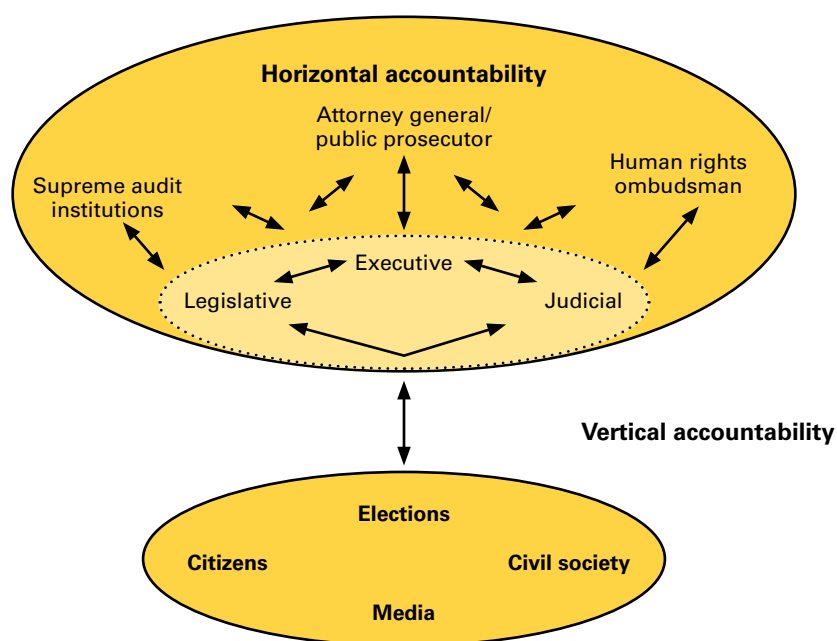 Horizontal accountability
Attorney general/
public prosecutor
Human rights
ombudsman
Supreme audit
institutions
Executive
Legislative
Judicial
Vertical accountability
Elections
Citizens
Civil society
Media